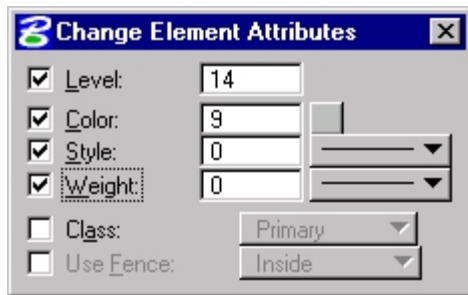 Change Element Attributes
Level: 14
Color: 9
Style: 0
Weight: 0
Class: Primary
Use Fence: Inside